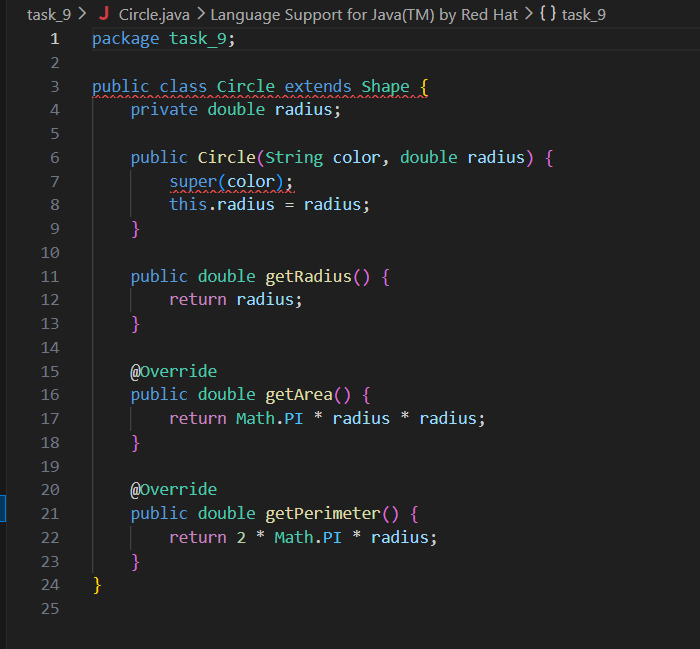 task_9 > J Circle.java > Language Support for Java(TM) by Red Hat > {} task_9
1 package task_9;
2
3 public class Circle extends Shape {
4     private double radius;
5
6     public Circle(String color, double radius) {
7         super(color);
8         this.radius = radius;
9     }
10
11     public double getRadius() {
12         return radius;
13     }
14
15     @Override
16     public double getArea() {
17         return Math.PI * radius * radius;
18     }
19
20     @Override
21     public double getPerimeter() {
22         return 2 * Math.PI * radius;
23     }
24 }
25